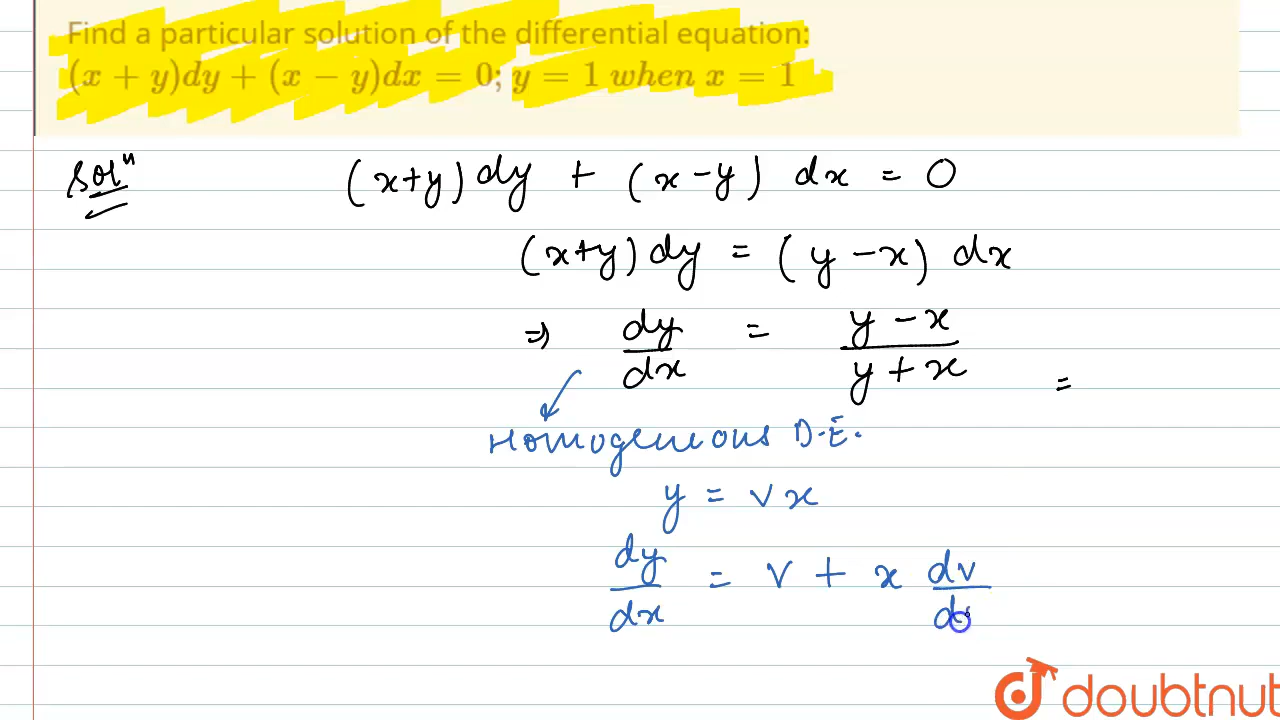 Find a particular solution of the differential equation:
(x + y)dy + (x − y)dx = 0; y = 1 when x = 1
Solⁿ (x+y) dy + (x-y) dx = 0
(x+y) dy = (y-x) dx
⇒ dy/dx = y-x/y+x =
Homogeneous D.E.
y = vx
dy/dx = v + x dv/d
doubtnut